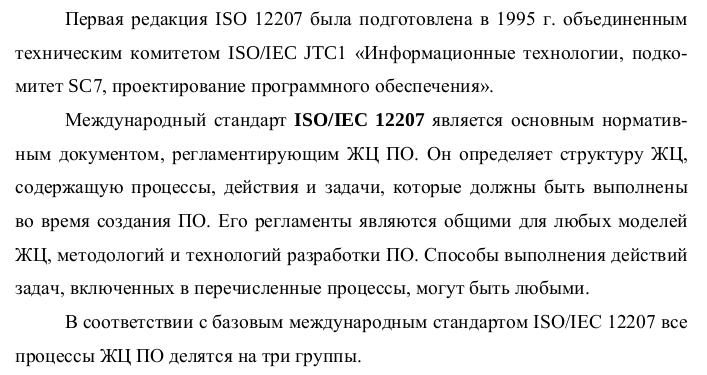 Первая редакция ISO 12207 была подготовлена в 1995 г. объединенным
техническим комитетом ISO/IEC JTC1 «Информационные технологии, подко-
митет SC7, проектирование программного обеспечения».
Международный стандарт ISO/IEC 12207 является основным норматив-
ным документом, регламентирующим ЖЦ ПО. Он определяет структуру ЖЦ,
содержащую процессы, действия и задачи, которые должны быть выполнены
во время создания ПО. Его регламенты являются общими для любых моделей
ЖЦ, методологий и технологий разработки ПО. Способы выполнения действий
задач, включенных в перечисленные процессы, могут быть любыми.
В соответствии с базовым международным стандартом ISO/IEC 12207 все
процессы ЖЦ ПО делятся на три группы.